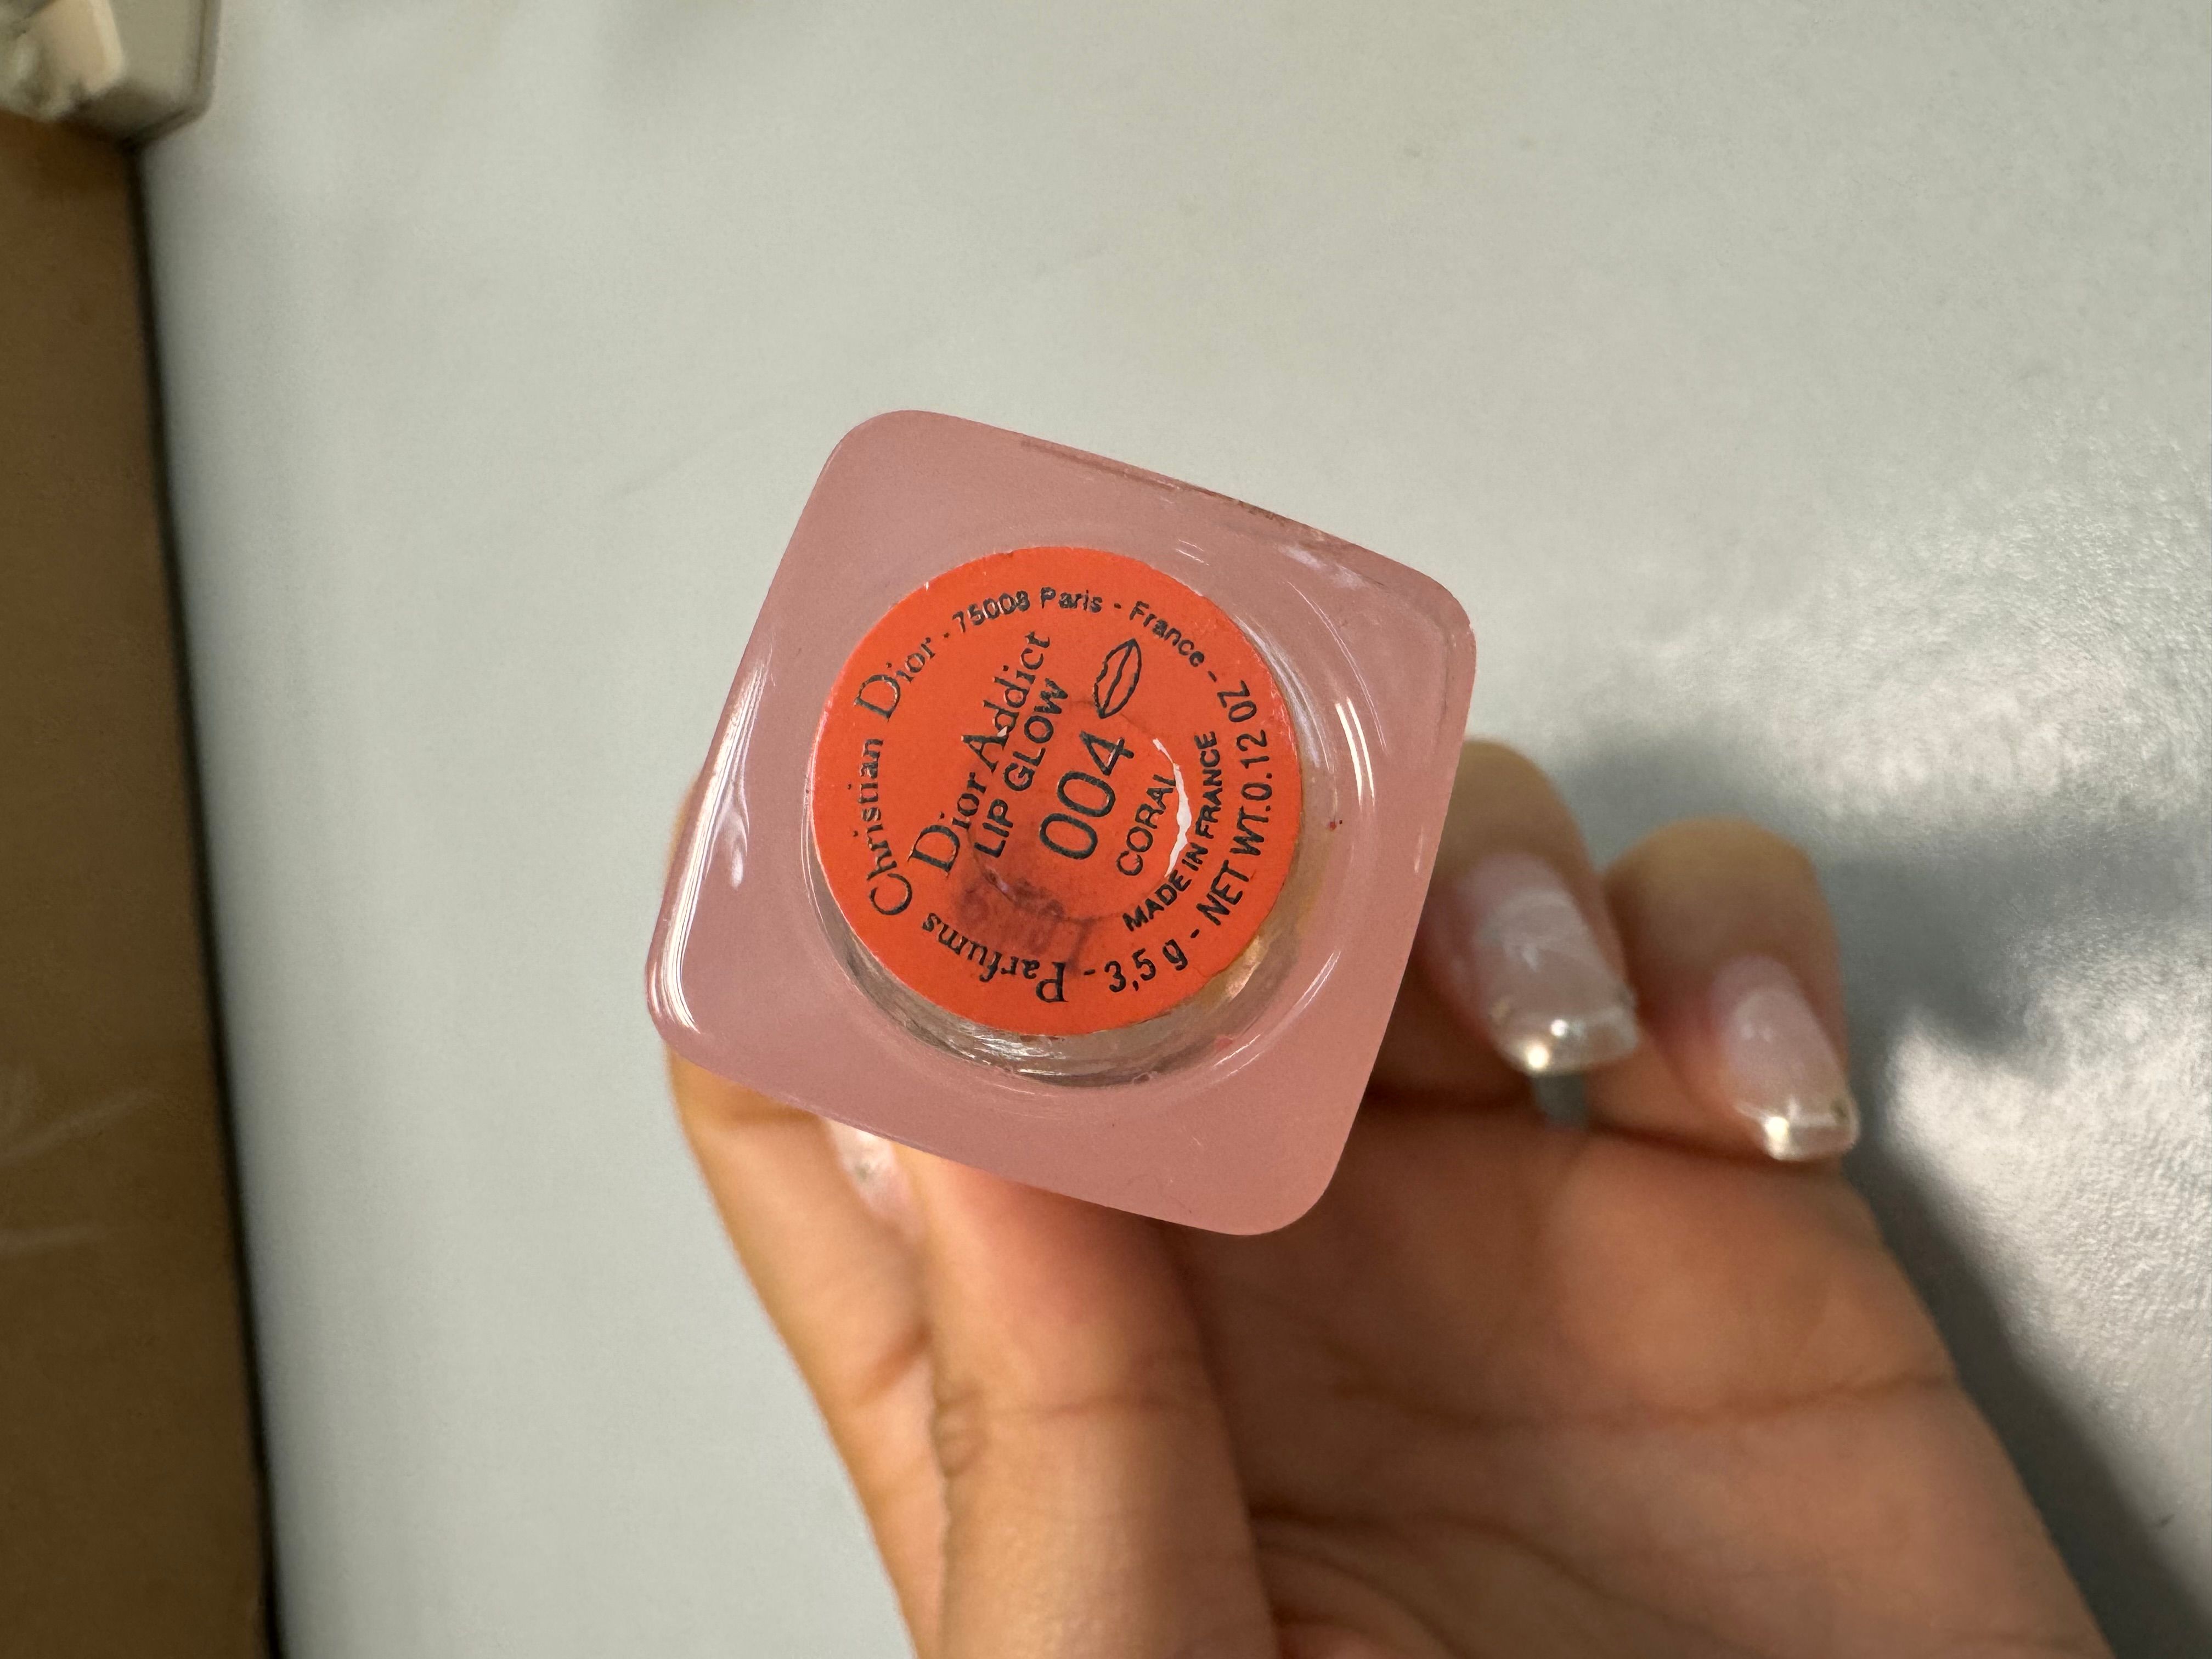 Parfums Christian Dior - 75008 Paris - France -
Dior Addict
LIP GLOW
004
CORAL
MADE IN FRANCE
- 3,5 g - NET WT.0.12 OZ.